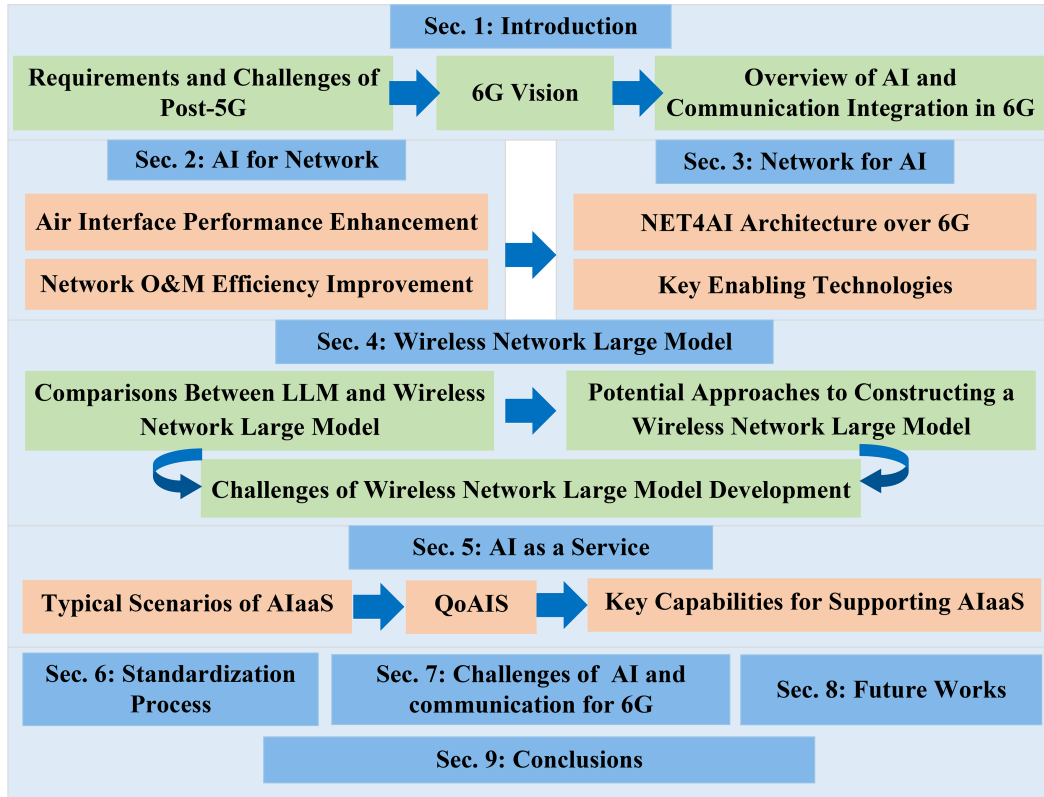 Sec. 1: Introduction
Requirements and Challenges of
Post-5G
6G Vision
Overview of AI and
Communication Integration in 6G
Sec. 2: AI for Network
Air Interface Performance Enhancement
Network O&M Efficiency Improvement
Sec. 3: Network for AI
NET4AI Architecture over 6G
Key Enabling Technologies
Sec. 4: Wireless Network Large Model
Comparisons Between LLM and Wireless
Network Large Model
Potential Approaches to Constructing a
Wireless Network Large Model
Challenges of Wireless Network Large Model Development
Sec. 5: AI as a Service
Typical Scenarios of AIaaS
QoAIS
Key Capabilities for Supporting AIaaS
Sec. 6: Standardization
Process
Sec. 7: Challenges of AI and
communication for 6G
Sec. 8: Future Works
Sec. 9: Conclusions